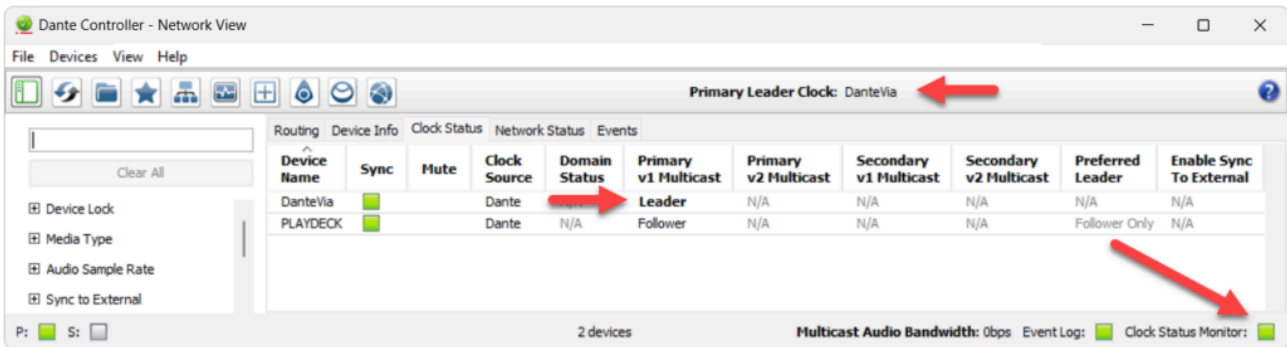 Dante Controller - Network View
File Devices View Help
Primary Leader Clock: DanteVia
Routing Device Info Clock Status Network Status Events
Clear All
Device Name Sync Mute Clock Source Domain Status Primary v1 Multicast Primary v2 Multicast Secondary v1 Multicast Secondary v2 Multicast Preferred Leader Enable Sync To External
DanteVia Dante Leader N/A N/A N/A N/A
PLAYDECK Dante N/A Follower N/A N/A N/A Follower Only N/A
Device Lock
Media Type
Audio Sample Rate
Sync to External
P: S: 2 devices Multicast Audio Bandwidth: 0bps Event Log: Clock Status Monitor: